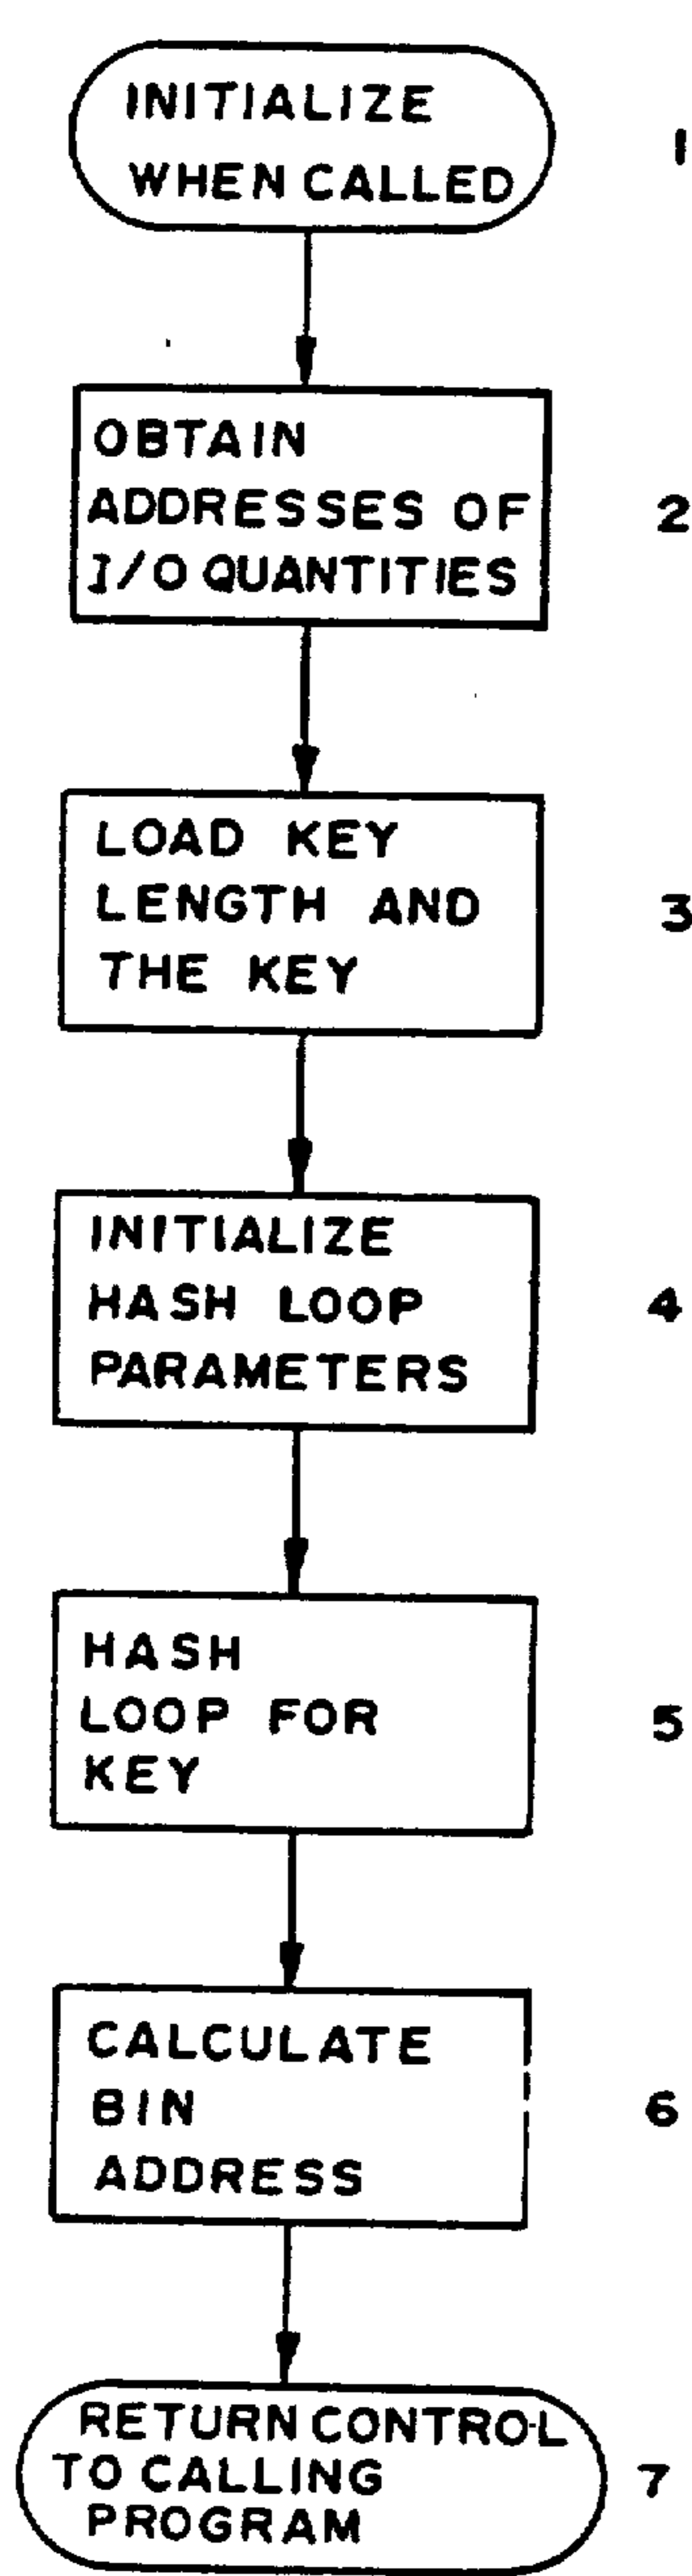 INITIALIZE
WHEN CALLED
1
OBTAIN
ADDRESSES OF
I/O QUANTITIES
2
LOAD KEY
LENGTH AND
THE KEY
3
INITIALIZE
HASH LOOP
PARAMETERS
4
HASH
LOOP FOR
KEY
5
CALCULATE
BIN
ADDRESS
6
RETURN CONTROL
TO CALLING
PROGRAM
7